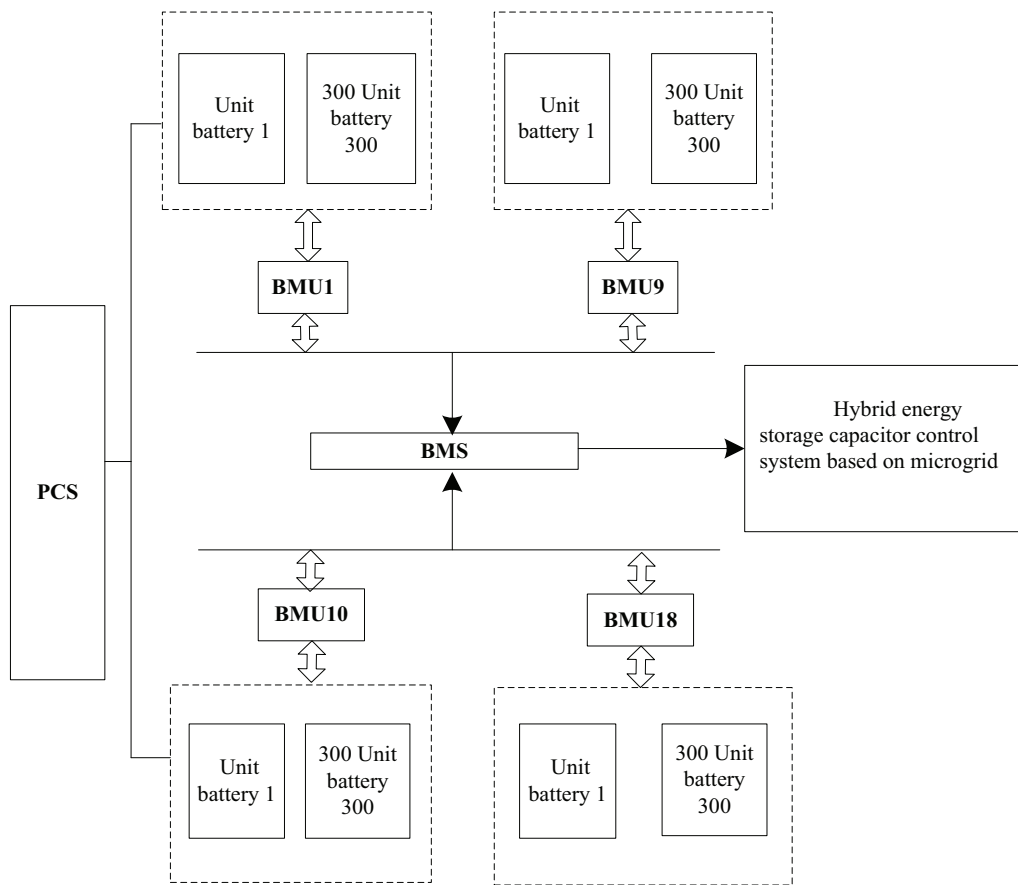 Unit
battery 1
300 Unit
battery
300
Unit
battery 1
300 Unit
battery
300
BMU1
BMU9
PCS
BMS
Hybrid energy
storage capacitor control
system based on microgrid
BMU10
BMU18
Unit
battery 1
300 Unit
battery
300
Unit
battery 1
300 Unit
battery
300